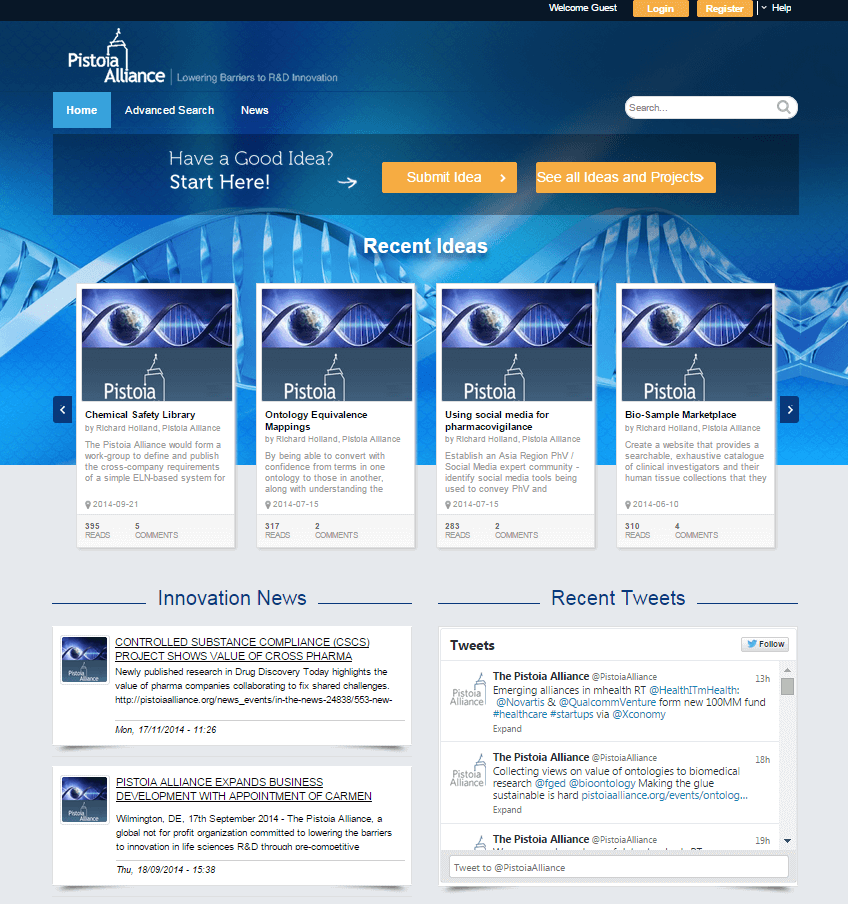 Welcome Guest Login Register Help
Pistoia
Alliance Lowering Barriers to R&D Innovation
Home Advanced Search News Search...
Have a Good Idea?
Start Here! Submit Idea See all Ideas and Projects
Recent Ideas
Pistoia
Chemical Safety Library
by Richard Holland, Pistoia Alliance
The Pistoia Alliance would form a
work-group to define and publish
the cross-company requirements
of a simple ELN-based system for
2014-09-21
395 5
READS COMMENTS
Pistoia
Ontology Equivalence
Mappings
by Richard Holland, Pistoia Alliance
By being able to convert with
confidence from terms in one
ontology to those in another,
along with understanding the
2014-07-15
317 2
READS COMMENTS
Pistoia
Using social media for
pharmacovigilance
by Richard Holland, Pistoia Alliance
Establish an Asia Region PhV /
Social Media expert community -
identify social media tools being
used to convey PhV and
2014-07-15
283 2
READS COMMENTS
Pistoia
Bio-Sample Marketplace
by Richard Holland, Pistoia Alliance
Create a website that provides a
searchable, exhaustive catalogue
of clinical investigators and their
human tissue collections that they
2014-06-10
310 4
READS COMMENTS
Innovation News
Pistoia
Alliance
CONTROLLED SUBSTANCE COMPLIANCE (CSCS)
PROJECT SHOWS VALUE OF CROSS PHARMA
Newly published research in Drug Discovery Today highlights the
value of pharma companies collaborating to fix shared challenges.
http://pistoiaalliance.org/news_events/in-the-news-24838/553-new-
Mon, 17/11/2014 - 11:26
Pistoia
Alliance
PISTOIA ALLIANCE EXPANDS BUSINESS
DEVELOPMENT WITH APPOINTMENT OF CARMEN
Wilmington, DE, 17th September 2014 - The Pistoia Alliance, a
global not for profit organization committed to lowering the barriers
to innovation in life sciences R&D through pre-competitive
Thu, 18/09/2014 - 15:38
Recent Tweets
Tweets Follow
Pistoia
Alliance
The Pistoia Alliance @PistoiaAlliance 13h
Emerging alliances in mhealth RT @HealthITmHealth:
@Novartis & @QualcommVenture form new 100MM fund
#healthcare #startups via @Xconomy
Expand
Pistoia
Alliance
The Pistoia Alliance @PistoiaAlliance 18h
Collecting views on value of ontologies to biomedical
research @fged @bioontology Making the glue
sustainable is hard pistoiaalliance.org/events/ontolog...
Expand
The Pistoia Alliance @PistoiaAlliance 19h
Tweet to @PistoiaAlliance